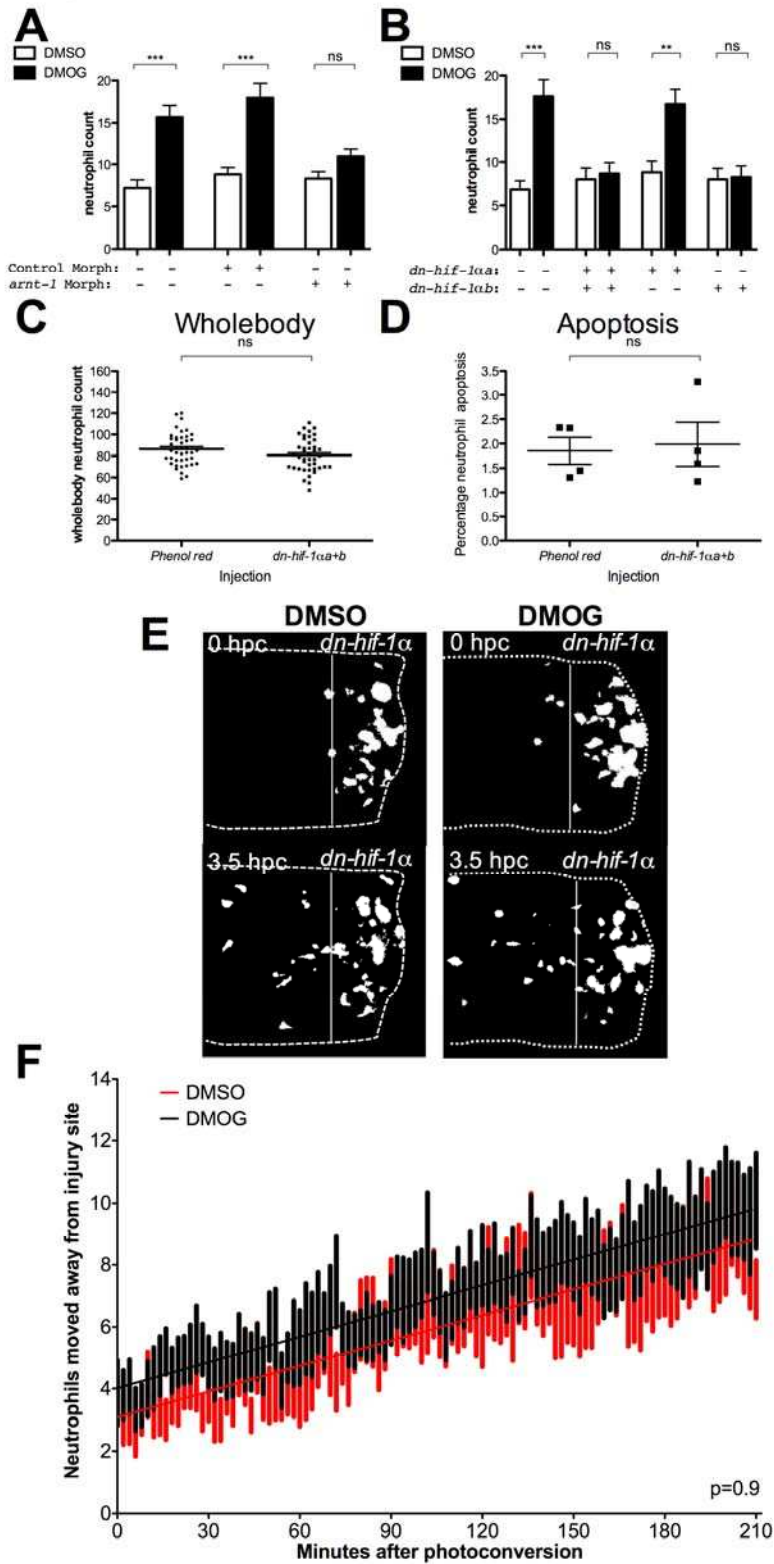 A
DMSO
DMOG
***
***
ns
neutrophil count
20
15
10
5
0
Control Morph: – – + + – –
arnt-1 Morph: – – – – + +
B
DMSO
DMOG
***
ns
**
ns
neutrophil count
20
15
10
5
0
dn-hif-1αa: – – + + + + – –
dn-hif-1αb: – – + + – – + +
C
Wholebody
ns
wholebody neutrophil count
160
140
120
100
80
60
40
20
0
Phenol red
dn-hif-1αa+b
Injection
D
Apoptosis
ns
Percentage neutrophil apoptosis
3.5
3.0
2.5
2.0
1.5
1.0
0.5
0.0
Phenol red
dn-hif-1αa+b
Injection
E
DMSO
DMOG
0 hpc
dn-hif-1α
0 hpc
dn-hif-1α
3.5 hpc
dn-hif-1α
3.5 hpc
dn-hif-1α
F
DMSO
DMOG
Neutrophils moved away from injury site
14
12
10
8
6
4
2
0
p=0.9
0 30 60 90 120 150 180 210
Minutes after photoconversion